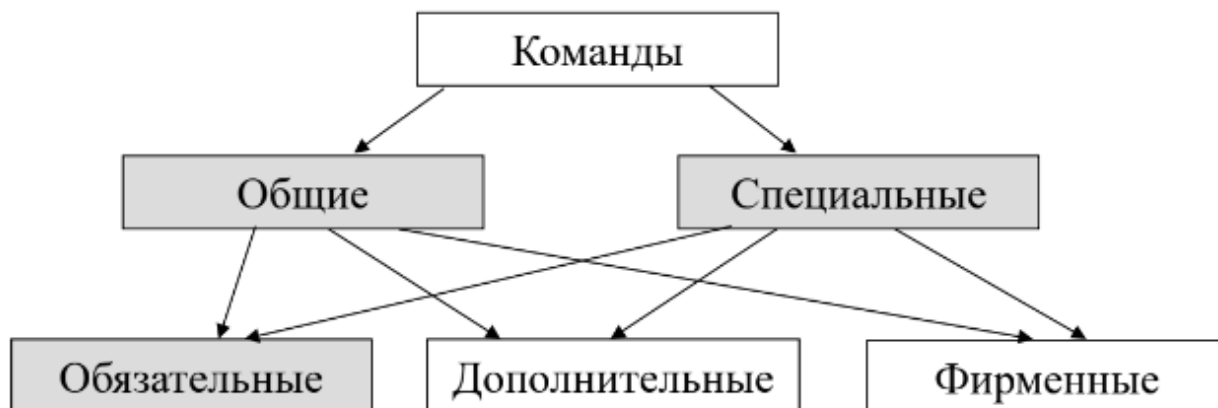 Команды
Общие
Специальные
Обязательные
Дополнительные
Фирменные